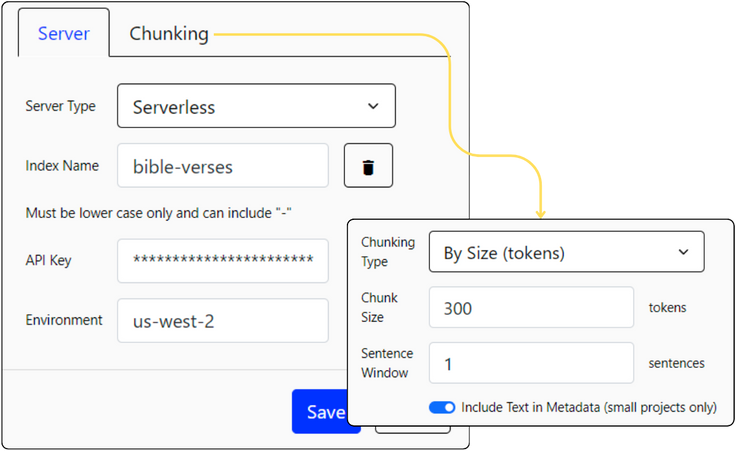 Server Chunking
Server Type Serverless
Index Name bible-verses
Must be lower case only and can include "-"
API Key ***********************
Environment us-west-2
Save
Chunking
Type
By Size (tokens)
Chunk
Size
300 tokens
Sentence
Window
1 sentences
Include Text in Metadata (small projects only)